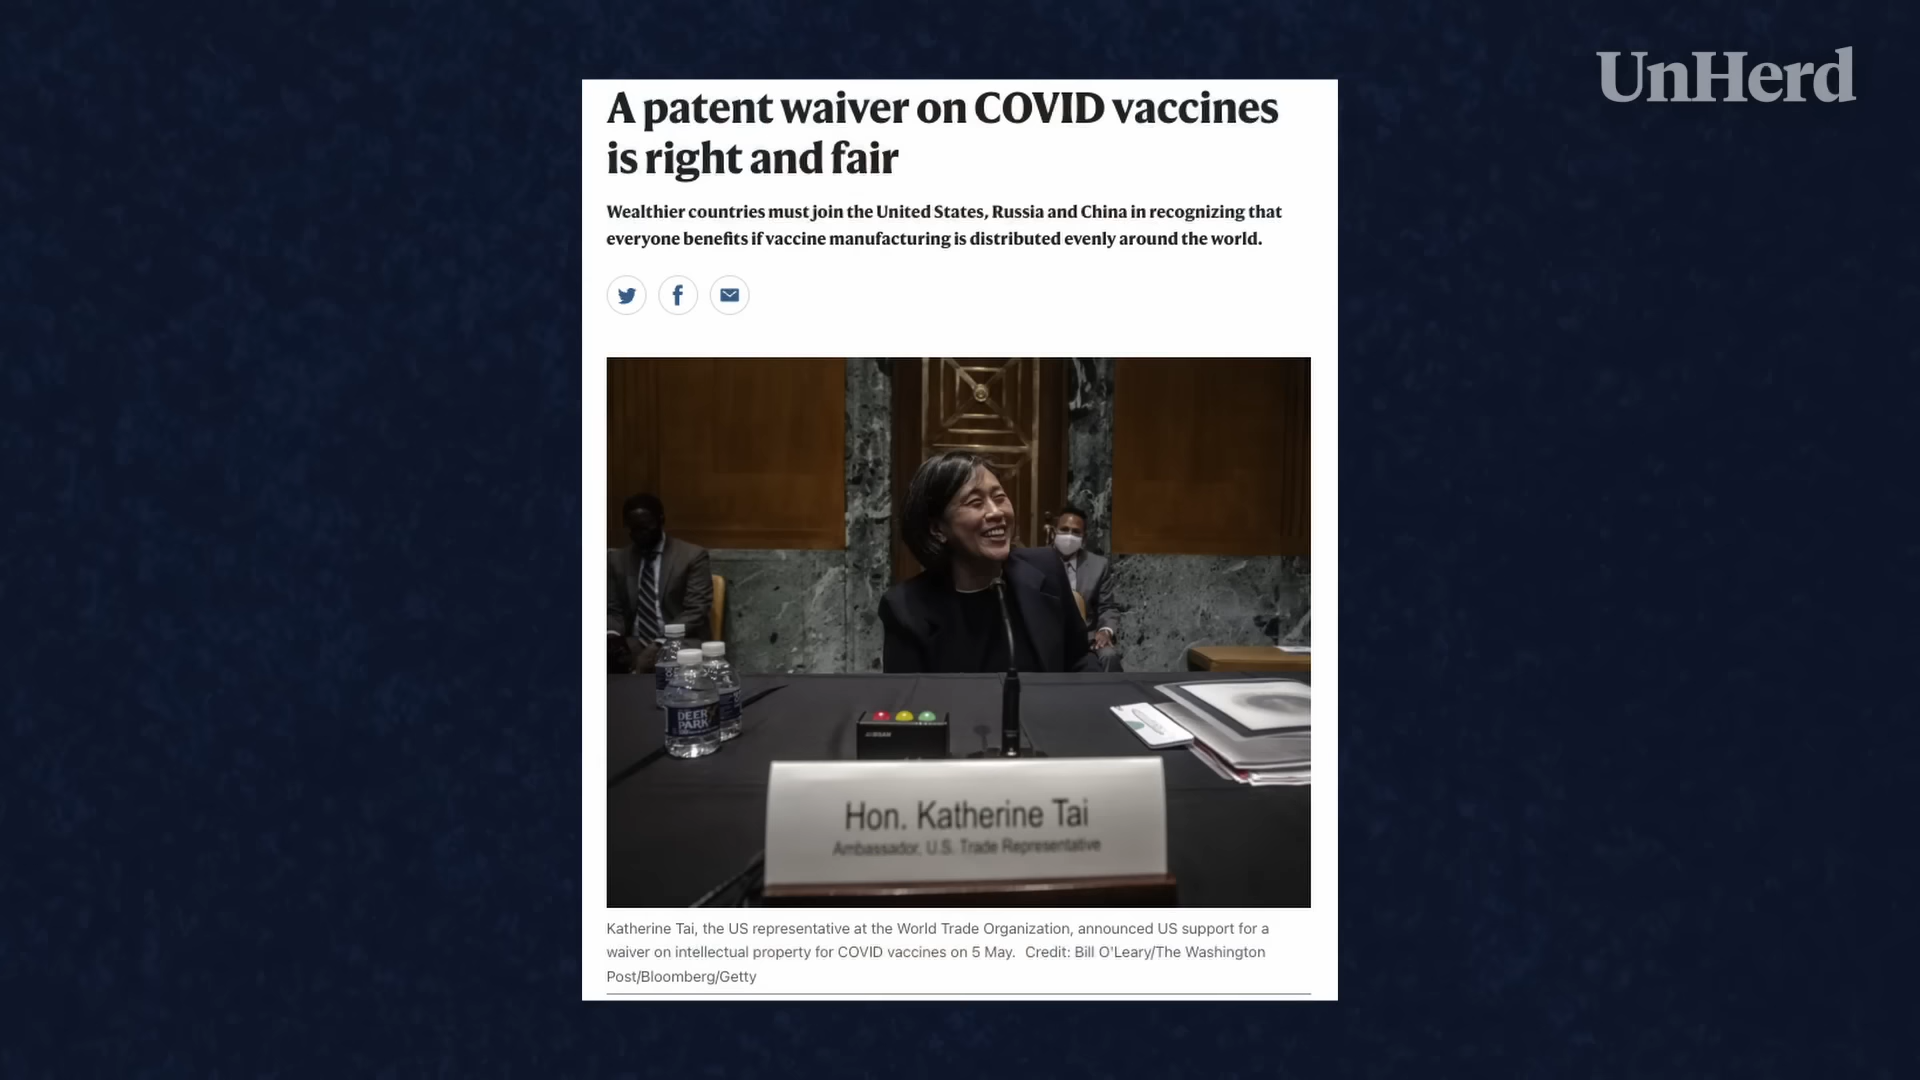 UnHerd
A patent waiver on COVID vaccines
is right and fair
Wealthier countries must join the United States, Russia and China in recognizing that
everyone benefits if vaccine manufacturing is distributed evenly around the world.
DEER
PARK
Hon. Katherine Tai
Ambassador, U.S. Trade Representative
Katherine Tai, the US representative at the World Trade Organization, announced US support for a
waiver on intellectual property for COVID vaccines on 5 May. Credit: Bill O'Leary/The Washington
Post/Bloomberg/Getty